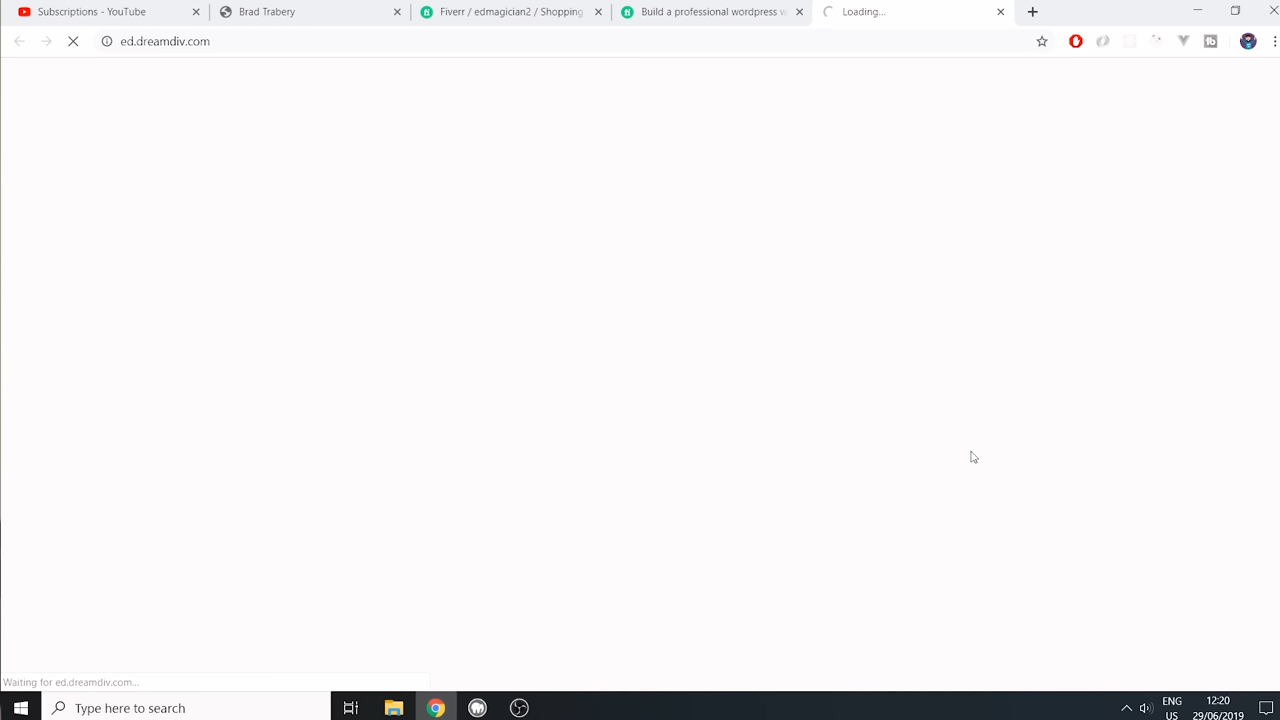 Subscriptions - YouTube
Brad Trabery
Fiverr / edmagician2 / Shopping
Build a professional wordpress w
Loading...
ed.dreamdiv.com
Waiting for ed.dreamdiv.com...
Type here to search
ENG
US
12:20
29/06/2019